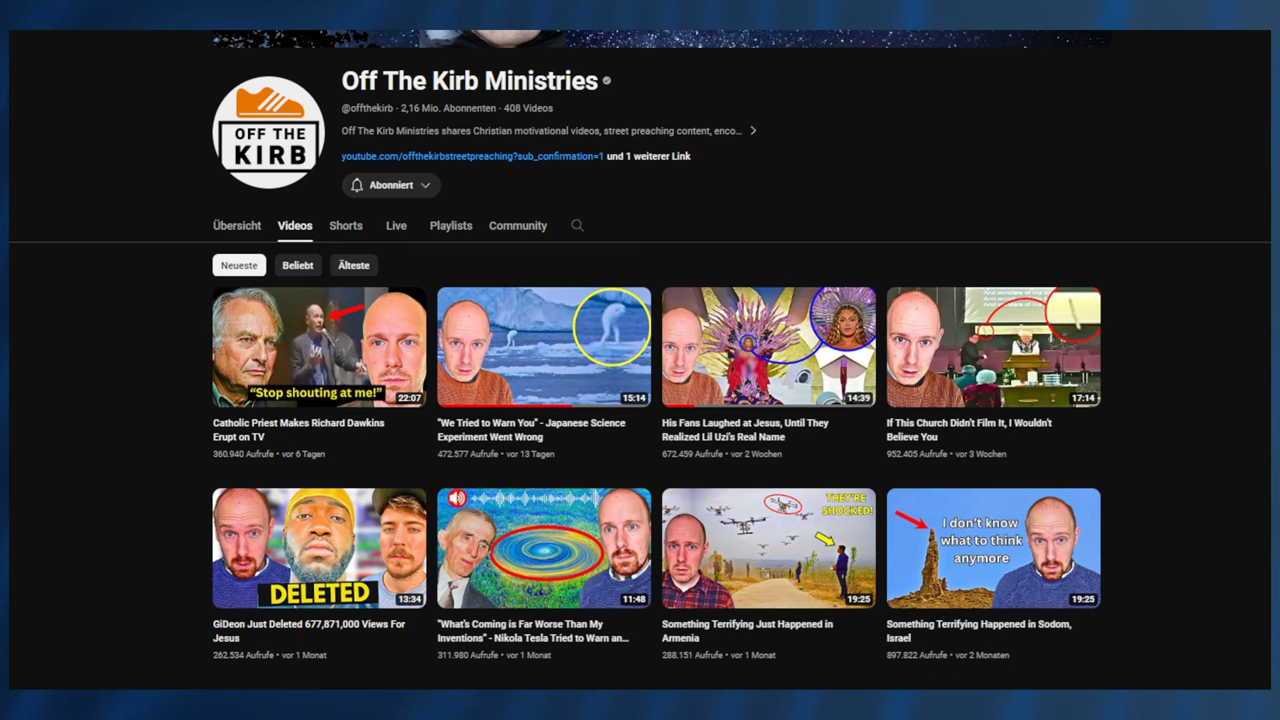 Off The Kirb Ministries
@offthekirb · 2,16 Mio. Abonnenten · 408 Videos
OFF THE
KIRB
Off The Kirb Ministries shares Christian motivational videos, street preaching content, enco...
youtube.com/offthekirbstreetpreaching?sub_confirmation=1 und 1 weiterer Link
Abonniert
Übersicht Videos Shorts Live Playlists Community
Neueste Beliebt Älteste
"Stop shouting at me!"
22:07
15:14
14:39
17:14
Catholic Priest Makes Richard Dawkins
Erupt on TV
360.940 Aufrufe • vor 6 Tagen
"We Tried to Warn You" - Japanese Science
Experiment Went Wrong
472.577 Aufrufe • vor 13 Tagen
His Fans Laughed at Jesus, Until They
Realized Lil Uzi's Real Name
672.459 Aufrufe • vor 2 Wochen
If This Church Didn't Film It, I Wouldn't
Believe You
952.405 Aufrufe • vor 3 Wochen
DELETED
13:34
11:48
THEY'RE
SHOCKED!
19:25
I don't know
what to think
anymore
19:25
GiDeon Just Deleted 677,871,000 Views For
Jesus
262.534 Aufrufe • vor 1 Monat
"What's Coming is Far Worse Than My
Inventions" - Nikola Tesla Tried to Warn an...
311.980 Aufrufe • vor 1 Monat
Something Terrifying Just Happened in
Armenia
288.151 Aufrufe • vor 1 Monat
Something Terrifying Happened in Sodom,
Israel
897.822 Aufrufe • vor 2 Monaten